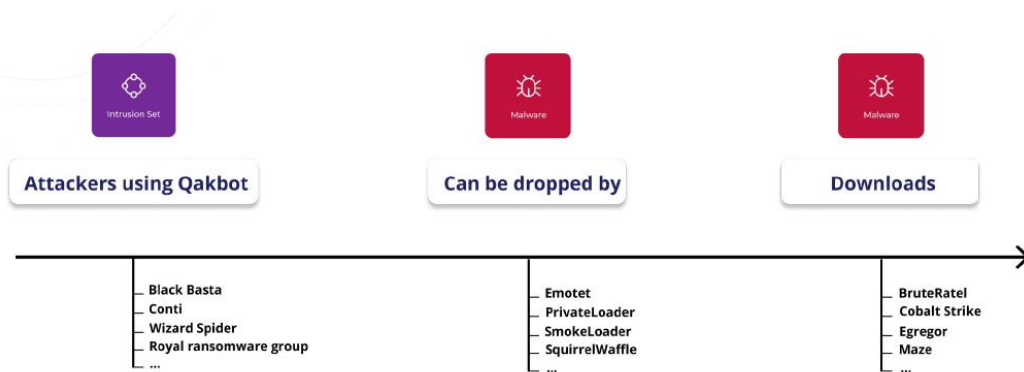 Intrusion Set
Malware
Malware
Attackers using Qakbot
Can be dropped by
Downloads
Black Basta
Conti
Wizard Spider
Royal ransomware group
...
Emotet
PrivateLoader
SmokeLoader
SquirrelWaffle
...
BruteRatel
Cobalt Strike
Egregor
Maze
...